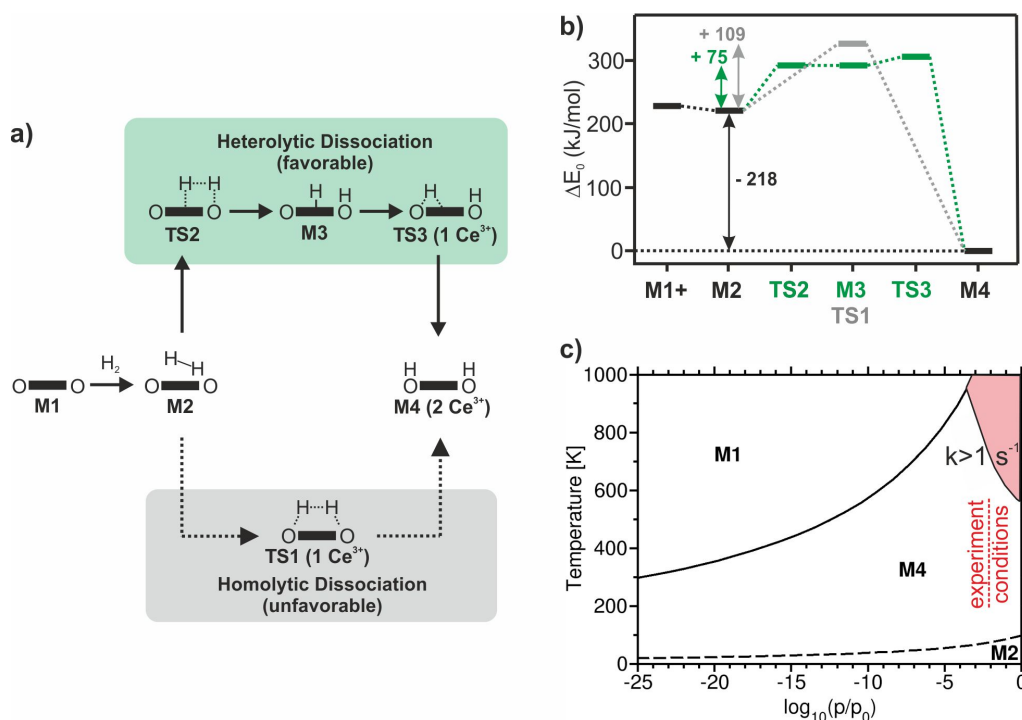 a)
Heterolytic Dissociation
(favorable)
H H
O O
TS2
H H
O O
M3
H H
O O
TS3 (1 Ce³⁺)
O O
M1
H₂
H H
O O
M2
H H
O O
M4 (2 Ce³⁺)
H H
O O
TS1 (1 Ce³⁺)
Homolytic Dissociation
(unfavorable)
b)
ΔE₀ (kJ/mol)
300
200
100
0
+ 109
+ 75
- 218
M1+ M2 TS2 M3 TS3 M4
TS1
c)
Temperature [K]
1000
800
600
400
200
0
M1
k>1 s⁻¹
experiment
conditions
M4
M2
-25 -20 -15 -10 -5 0
log₁₀(p/p₀)